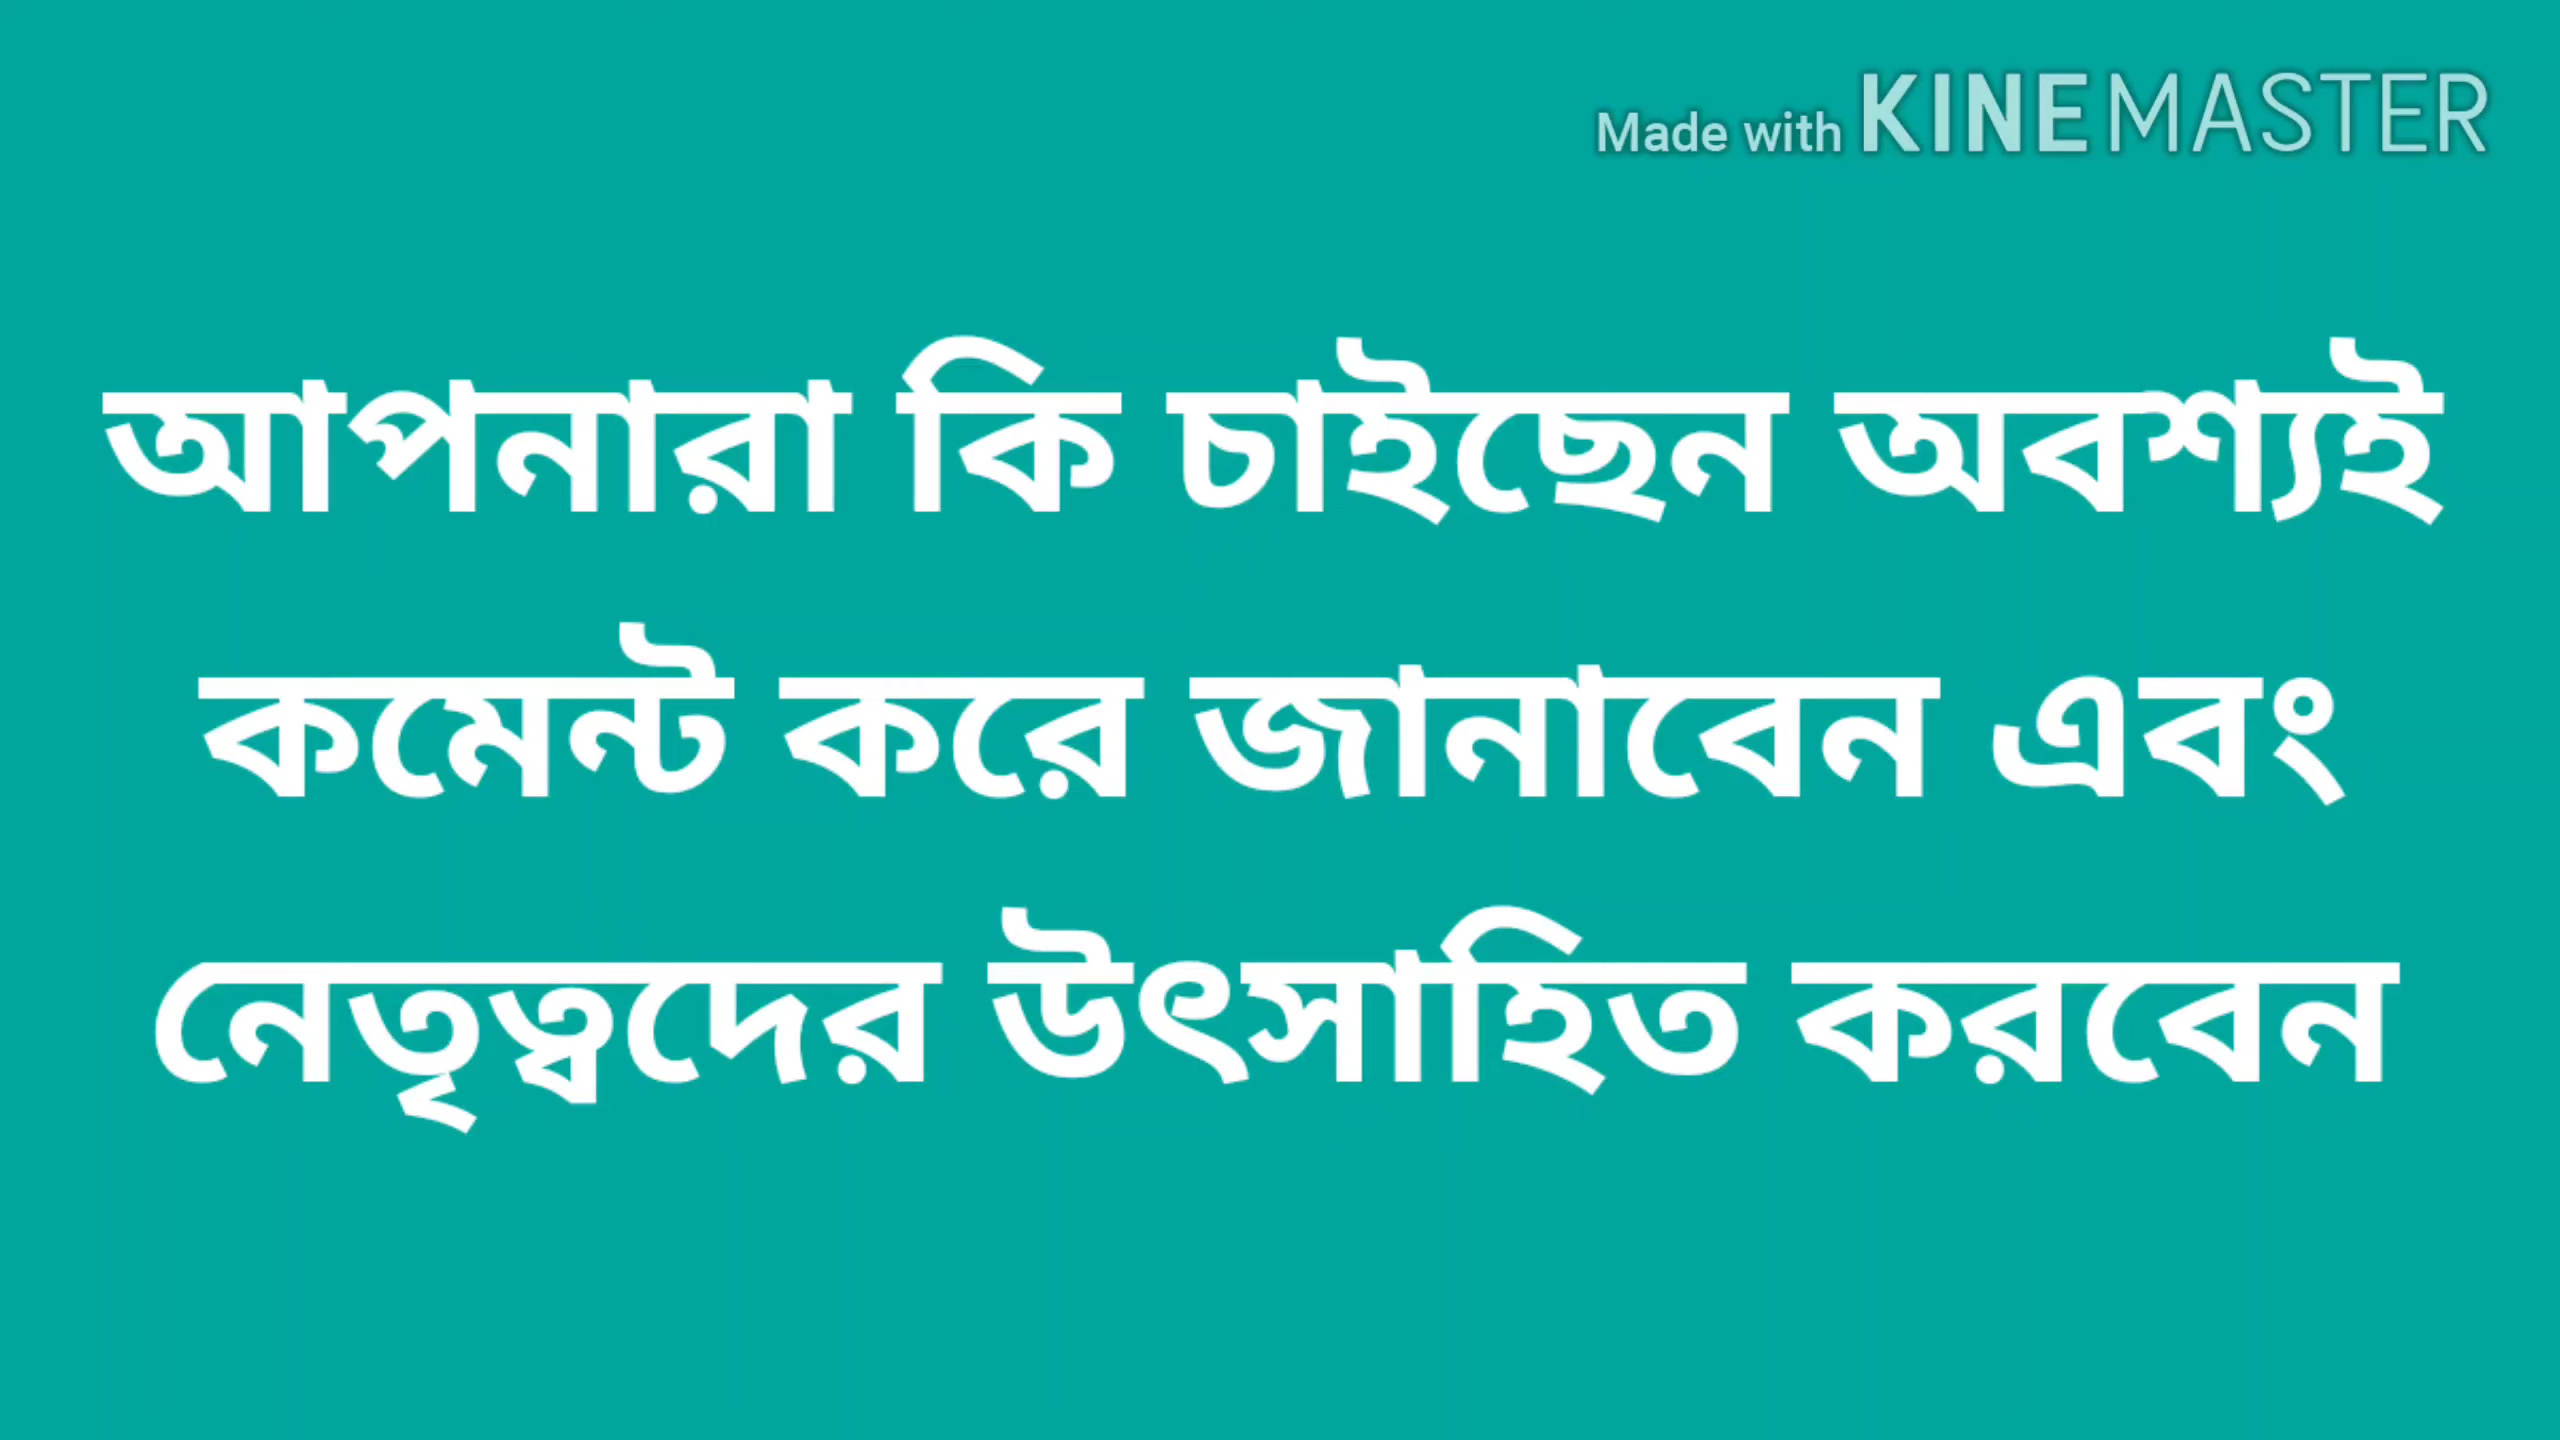 Made with KINEMASTER
আপনারা কি চাইছেন অবশ্যই
কমেন্ট করে জানাবেন এবং
নেতৃত্বদের উৎসাহিত করবেন